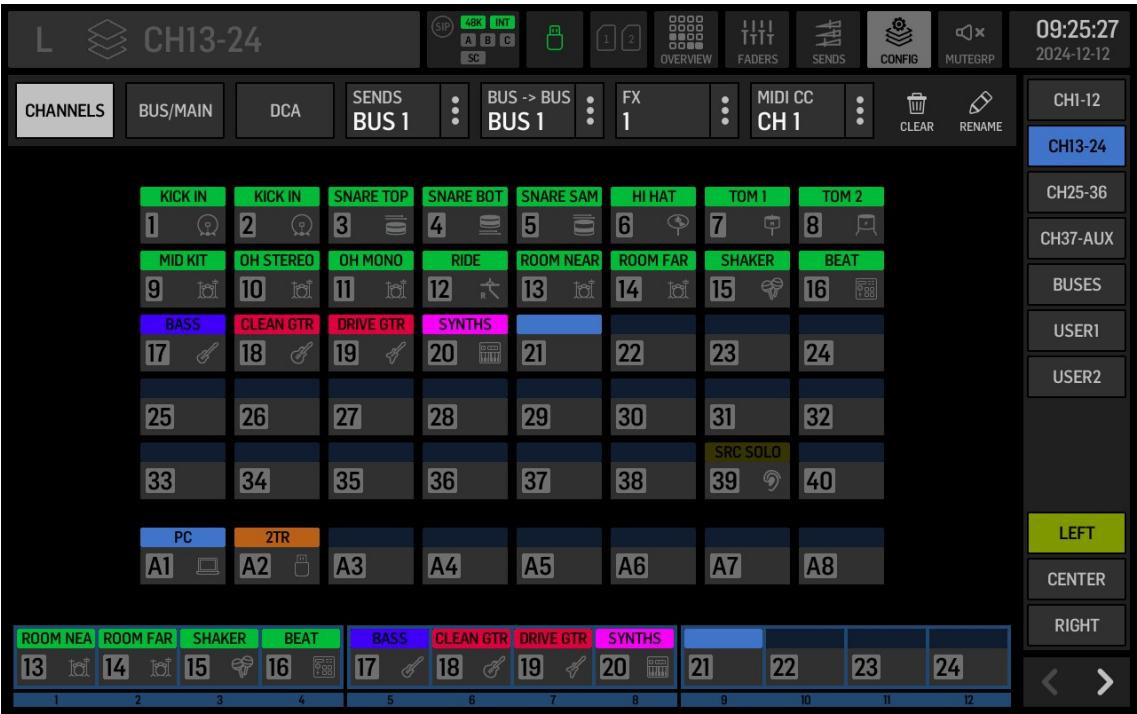 L CH13-24
SIP 48K INT
A B C
SC
1 2
OVERVIEW FADERS SENDS CONFIG MUTEGRP
09:25:27
2024-12-12
CHANNELS BUS/MAIN DCA
SENDS
BUS 1
BUS -> BUS
BUS 1
FX
1
MIDI CC
CH 1
CLEAR RENAME
KICK IN KICK IN SNARE TOP SNARE BOT SNARE SAM HI HAT TOM 1 TOM 2
1 2 3 4 5 6 7 8
MID KIT OH STEREO OH MONO RIDE ROOM NEAR ROOM FAR SHAKER BEAT
9 10 11 12 R 13 14 15 16
BASS CLEAN GTR DRIVE GTR SYNTHS
17 18 19 20 21 22 23 24
25 26 27 28 29 30 31 32
SRC SOLO
33 34 35 36 37 38 39 40
PC 2TR
A1 A2 A3 A4 A5 A6 A7 A8
ROOM NEA ROOM FAR SHAKER BEAT BASS CLEAN GTR DRIVE GTR SYNTHS
13 14 15 16 17 18 19 20 21 22 23 24
1 2 3 4 5 6 7 8 9 10 11 12
CH1-12
CH13-24
CH25-36
CH37-AUX
BUSES
USER1
USER2
LEFT
CENTER
RIGHT